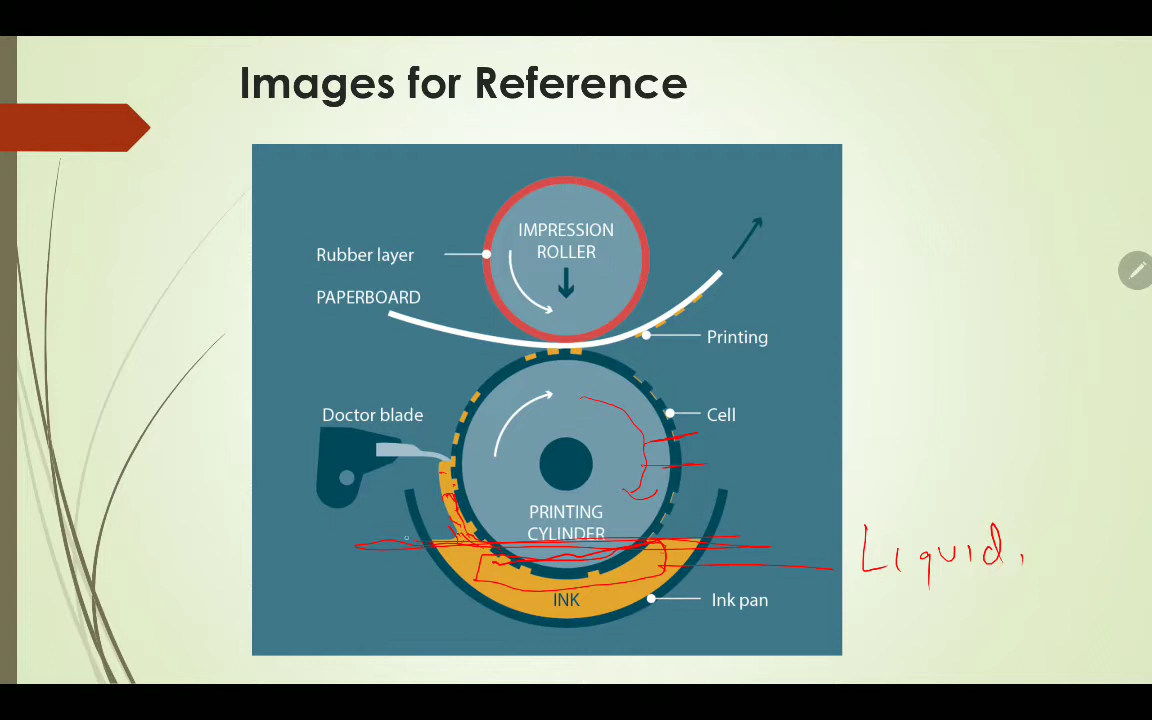 Images for Reference
IMPRESSION
ROLLER
Rubber layer
PAPERBOARD
Printing
Doctor blade
Cell
PRINTING
CYLINDER
Liquid,
INK
Ink pan